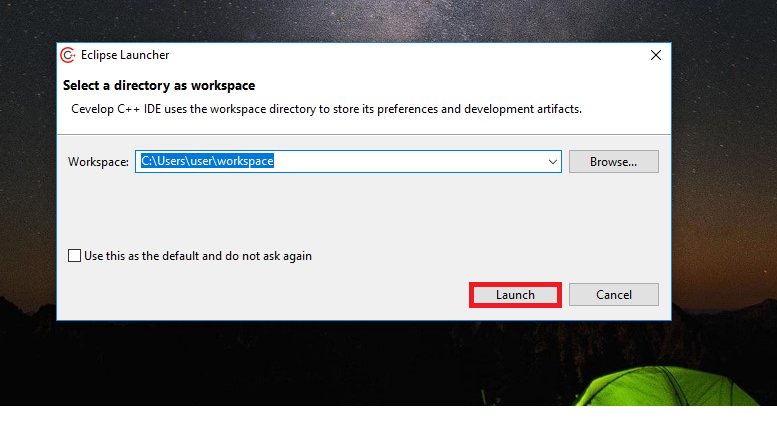 Eclipse Launcher
Select a directory as workspace
Cevelop C++ IDE uses the workspace directory to store its preferences and development artifacts.
Workspace: C:\Users\user\workspace Browse...
Use this as the default and do not ask again
Launch Cancel